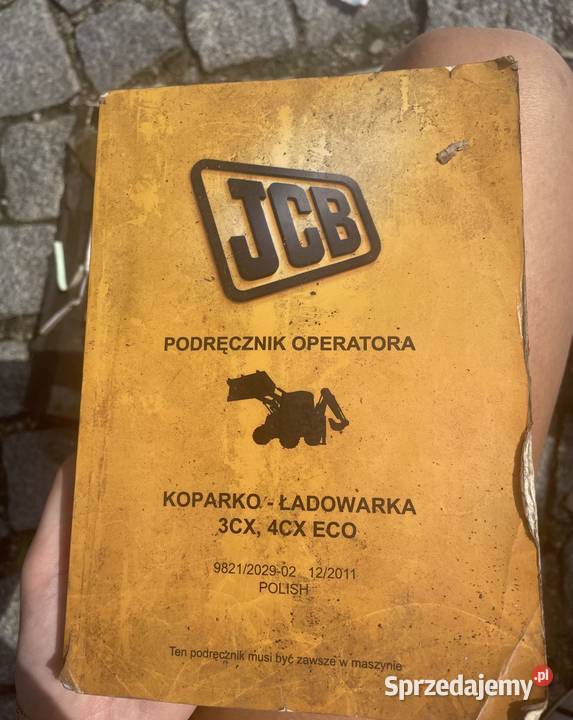 JCB
PODRĘCZNIK OPERATORA
KOPARKO - ŁADOWARKA
3CX, 4CX ECO
9821/2029-02 12/2011
POLISH
Ten podręcznik musi być zawsze w maszynie
Sprzedajemy.pl